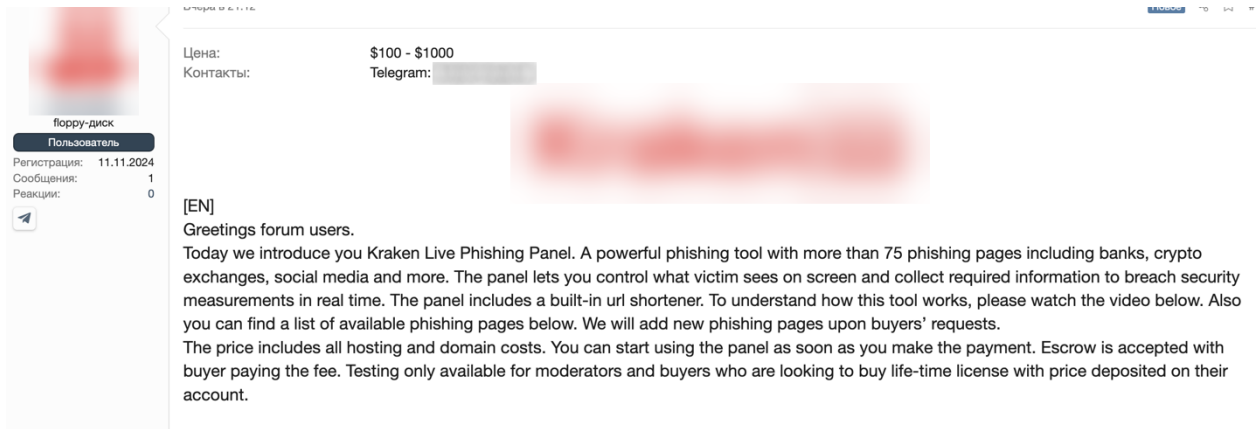 Цена: $100 - $1000
Контакты: Telegram:
floppy-диск
Пользователь
Регистрация: 11.11.2024
Сообщения: 1
Реакции: 0
[EN]
Greetings forum users.
Today we introduce you Kraken Live Phishing Panel. A powerful phishing tool with more than 75 phishing pages including banks, crypto
exchanges, social media and more. The panel lets you control what victim sees on screen and collect required information to breach security
measurements in real time. The panel includes a built-in url shortener. To understand how this tool works, please watch the video below. Also
you can find a list of available phishing pages below. We will add new phishing pages upon buyers’ requests.
The price includes all hosting and domain costs. You can start using the panel as soon as you make the payment. Escrow is accepted with
buyer paying the fee. Testing only available for moderators and buyers who are looking to buy life-time license with price deposited on their
account.